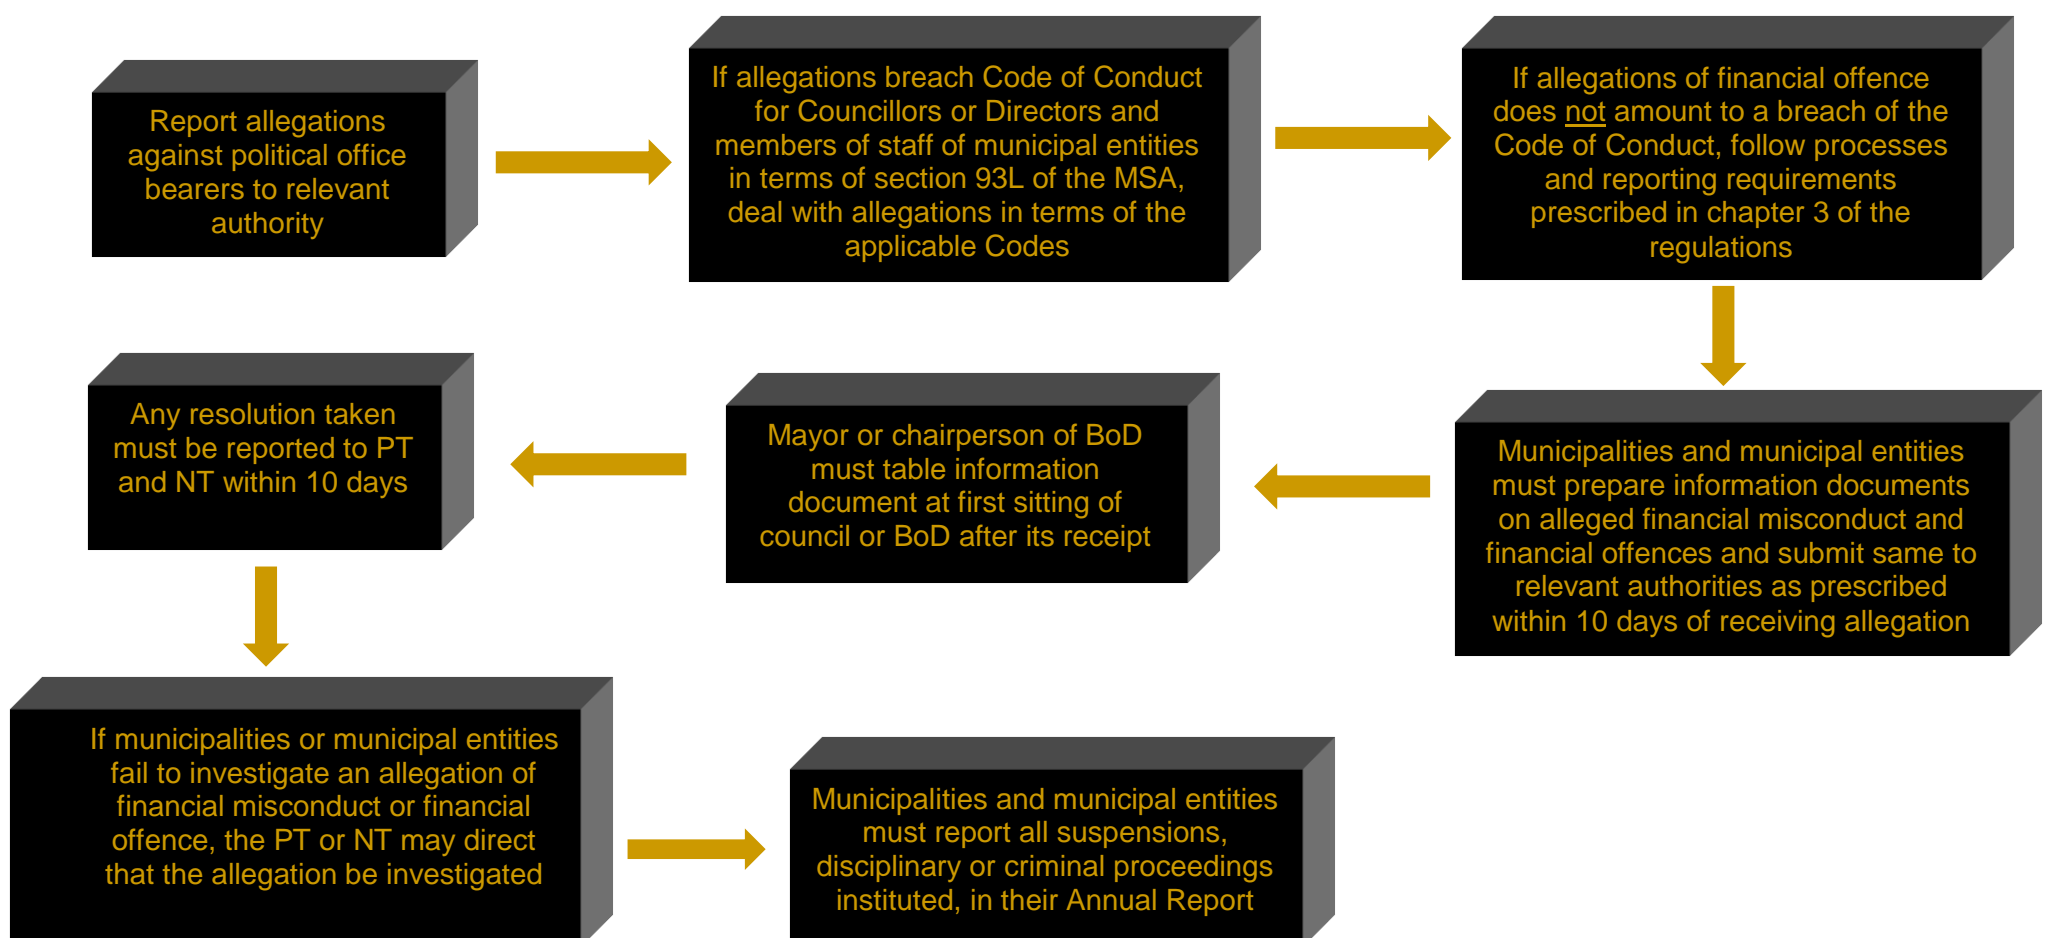 Report allegations
against political office
bearers to relevant
authority
If allegations breach Code of Conduct
for Councillors or Directors and
members of staff of municipal entities
in terms of section 93L of the MSA,
deal with allegations in terms of the
applicable Codes
If allegations of financial offence
does not amount to a breach of the
Code of Conduct, follow processes
and reporting requirements
prescribed in chapter 3 of the
regulations
Municipalities and municipal entities
must prepare information documents
on alleged financial misconduct and
financial offences and submit same to
relevant authorities as prescribed
within 10 days of receiving allegation
Mayor or chairperson of BoD
must table information
document at first sitting of
council or BoD after its receipt
Any resolution taken
must be reported to PT
and NT within 10 days
If municipalities or municipal entities
fail to investigate an allegation of
financial misconduct or financial
offence, the PT or NT may direct
that the allegation be investigated
Municipalities and municipal entities
must report all suspensions,
disciplinary or criminal proceedings
instituted, in their Annual Report